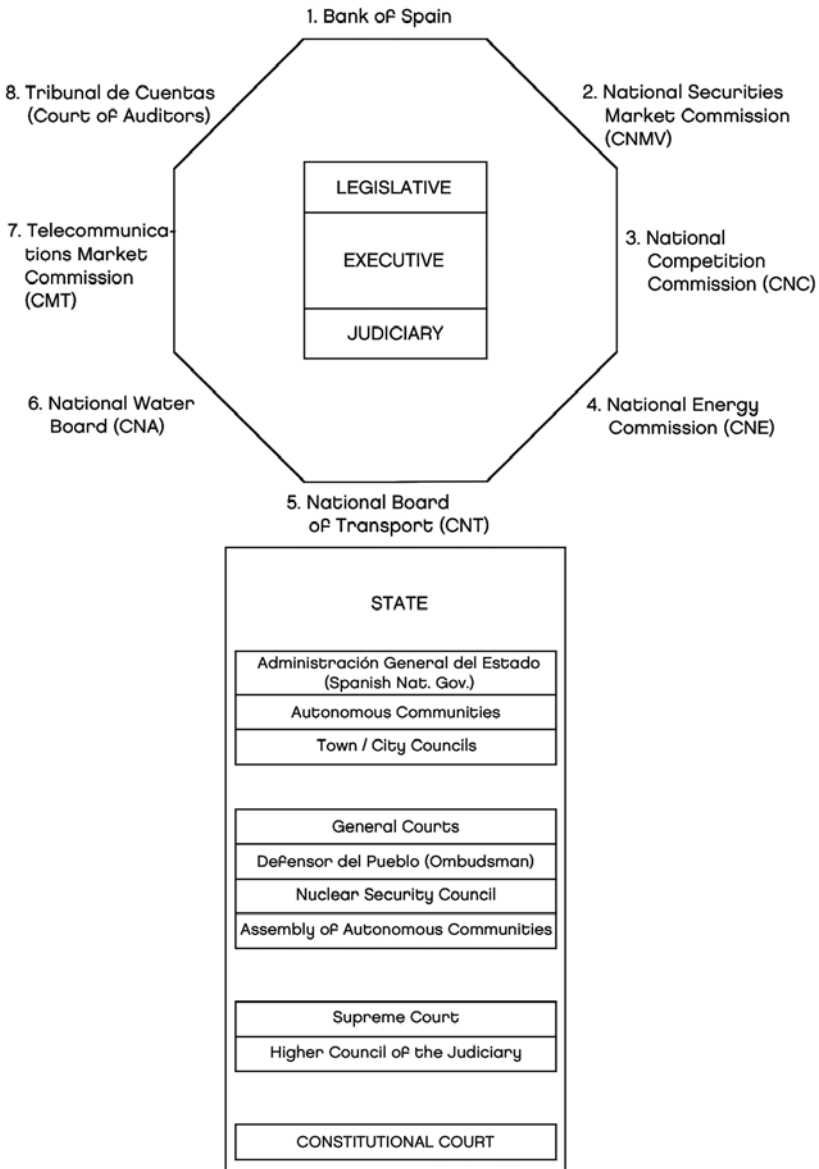 1. Bank of Spain
8. Tribunal de Cuentas
(Court of Auditors)
2. National Securities
Market Commission
(CNMV)
LEGISLATIVE
EXECUTIVE
JUDICIARY
7. Telecommunica-
tions Market
Commission
(CMT)
3. National
Competition
Commission (CNC)
6. National Water
Board (CNA)
4. National Energy
Commission (CNE)
5. National Board
of Transport (CNT)
STATE
Administración General del Estado
(Spanish Nat. Gov.)
Autonomous Communities
Town / City Councils
General Courts
Defensor del Pueblo (Ombudsman)
Nuclear Security Council
Assembly of Autonomous Communities
Supreme Court
Higher Council of the Judiciary
CONSTITUTIONAL COURT